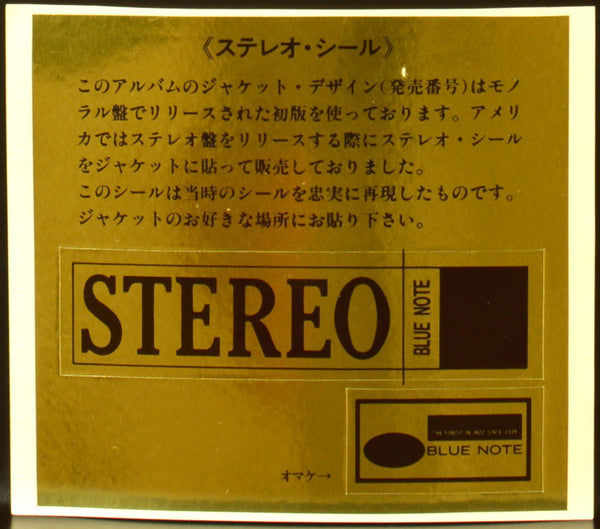 《ステレオ・シール》
このアルバムのジャケット・デザイン(発売番号)はモノ
ラル盤でリリースされた初版を使っております。アメリ
カではステレオ盤をリリースする際にステレオ・シール
をジャケットに貼って販売しておりました。
このシールは当時のシールを忠実に再現したものです。
ジャケットのお好きな場所にお貼り下さい。
STEREO
BLUE NOTE
THE FINEST IN JAZZ SINCE 1939
BLUE NOTE
オマケ→